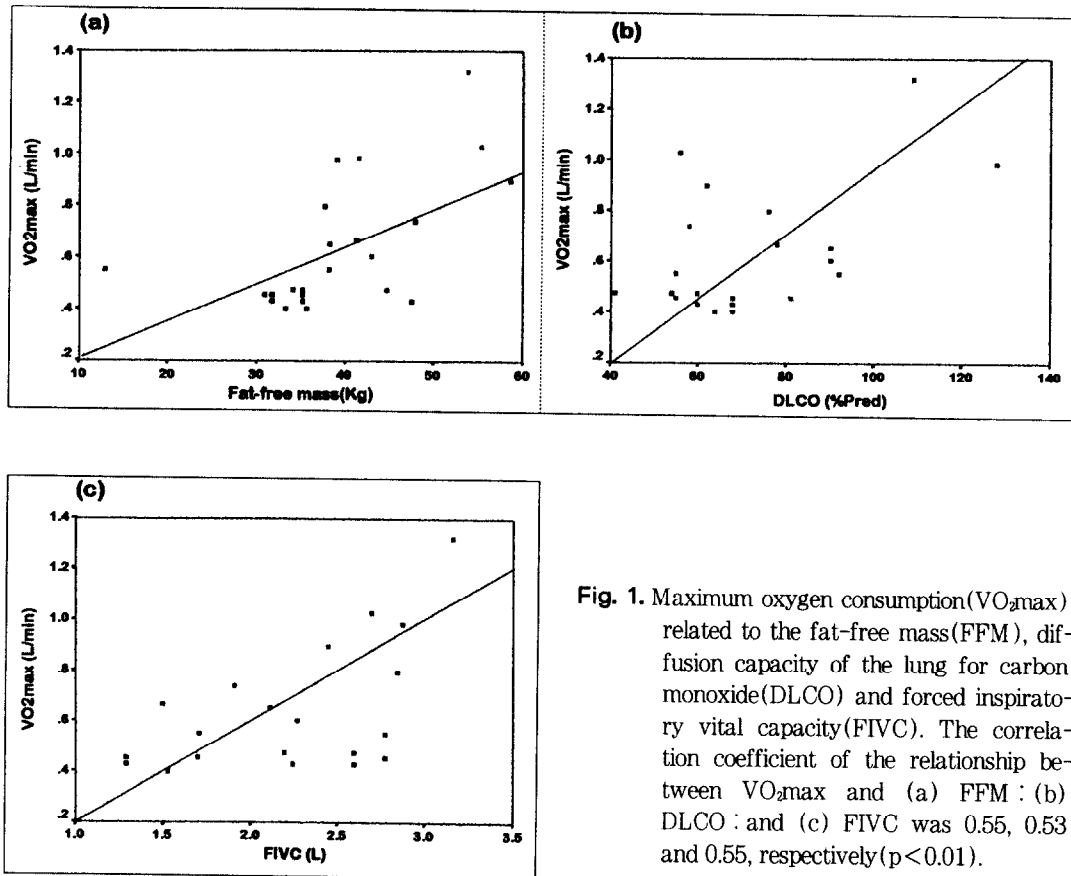 (a)
1.4
1.2
1.0
.8
.6
.4
.2
VO2max (L/min)
10 20 30 40 50 60
Fat-free mass(Kg)
(b)
1.4
1.2
1.0
.8
.6
.4
.2
VO2max (L/min)
40 60 80 100 120 140
DLCO (%Pred)
(c)
1.4
1.2
1.0
.8
.6
.4
.2
VO2max (L/min)
1.0 1.5 2.0 2.5 3.0 3.5
FIVC (L)
Fig. 1. Maximum oxygen consumption(VO₂max)
related to the fat-free mass(FFM), dif-
fusion capacity of the lung for carbon
monoxide(DLCO) and forced inspirato-
ry vital capacity(FIVC). The correla-
tion coefficient of the relationship be-
tween VO₂max and (a) FFM : (b)
DLCO : and (c) FIVC was 0.55, 0.53
and 0.55, respectively(p<0.01).